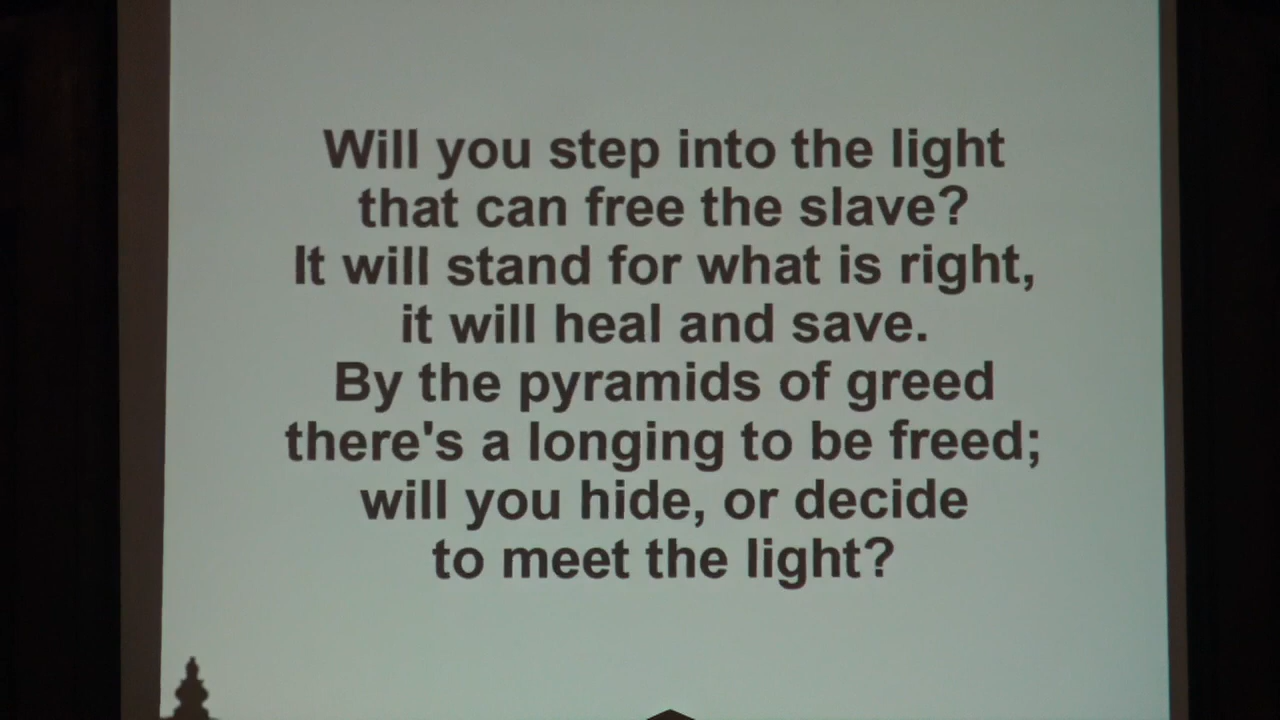 Will you step into the light
that can free the slave?
It will stand for what is right,
it will heal and save.
By the pyramids of greed
there's a longing to be freed;
will you hide, or decide
to meet the light?